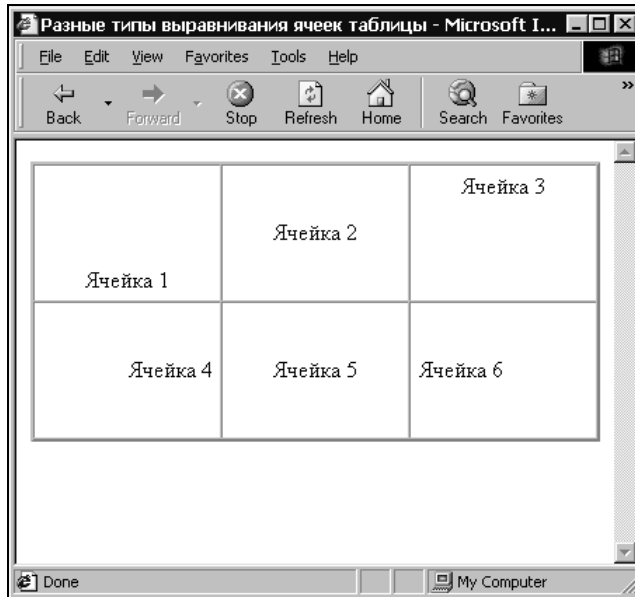 Разные типы выравнивания ячеек таблицы - Microsoft I...
File Edit View Favorites Tools Help
Back Forward Stop Refresh Home Search Favorites »
Ячейка 3
Ячейка 2
Ячейка 1
Ячейка 4 Ячейка 5 Ячейка 6
Done My Computer